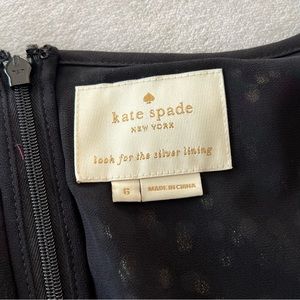 kate spade
NEW YORK
look for the silver lining
6
MADE IN CHINA